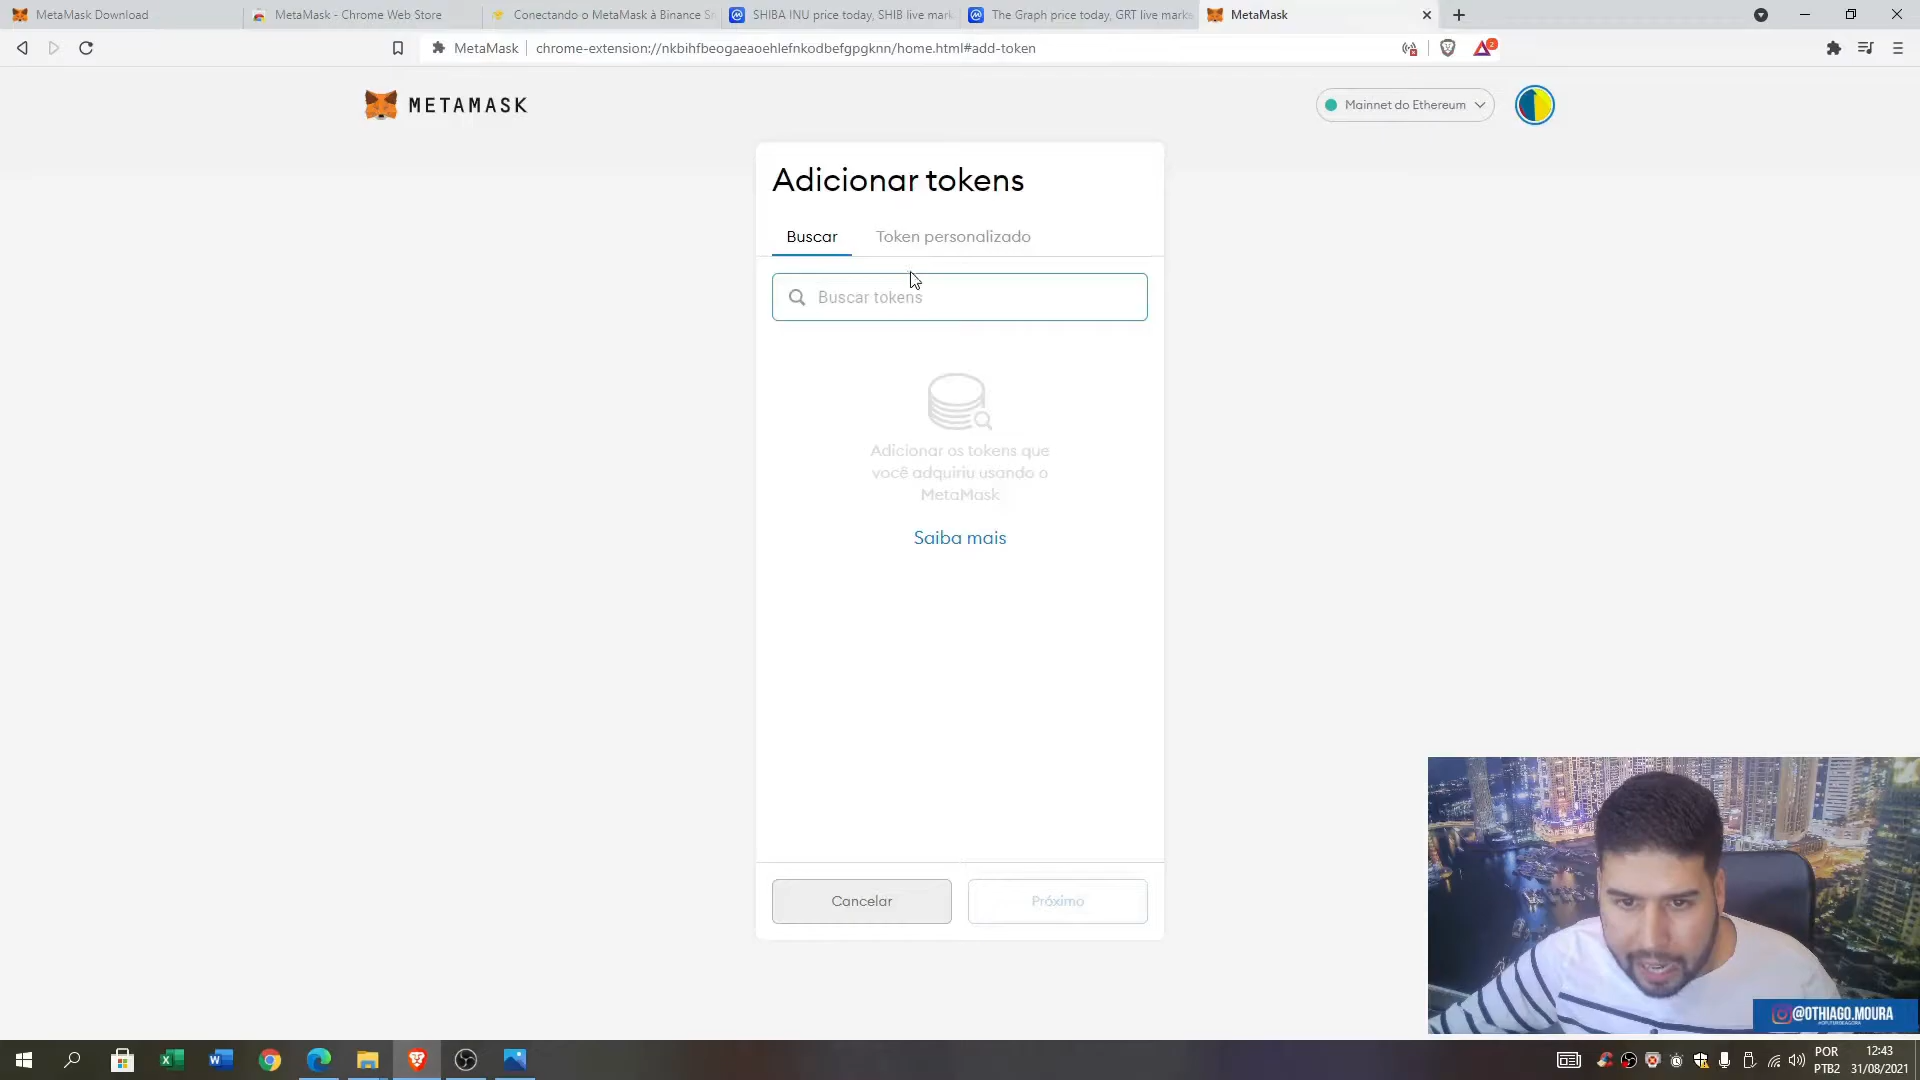 MetaMask Download
MetaMask - Chrome Web Store
Conectando o MetaMask à Binance Sm
SHIBA INU price today, SHIB live mark
The Graph price today, GRT live marke
MetaMask
MetaMask
chrome-extension://nkbihfbeogaeaoehlefnkodbefgpgknn/home.html#add-token
2
METAMASK
Mainnet do Ethereum
Adicionar tokens
Buscar
Token personalizado
Buscar tokens
Adicionar os tokens que
você adquiriu usando o
MetaMask
Saiba mais
Cancelar
Próximo
@OTHIAGO.MOURA
POR
PTB2
12:43
31/08/2021